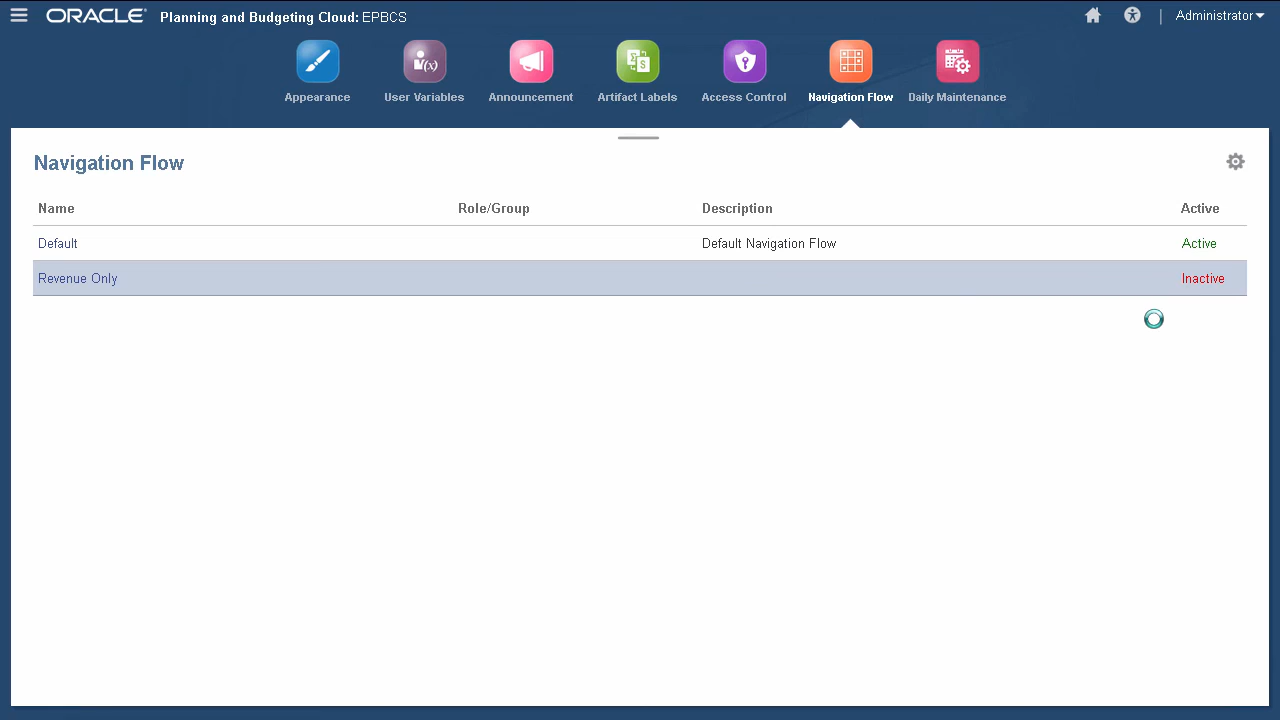 ORACLE Planning and Budgeting Cloud: EPBCS Administrator
Appearance User Variables Announcement Artifact Labels Access Control Navigation Flow Daily Maintenance
Navigation Flow
Name Role/Group Description Active
Default Default Navigation Flow Active
Revenue Only Inactive